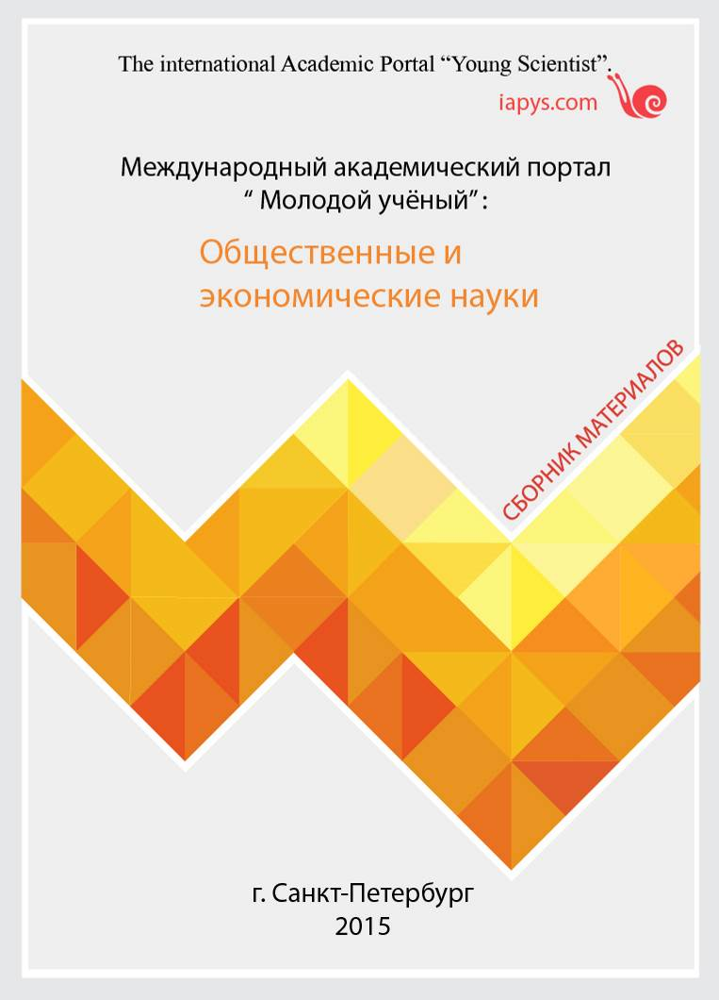 The international Academic Portal “Young Scientist”.
iapys.com
Международный академический портал
“ Молодой учёный” :
Общественные и
экономические науки
СБОРНИК МАТЕРИАЛОВ
г. Санкт-Петербург
2015